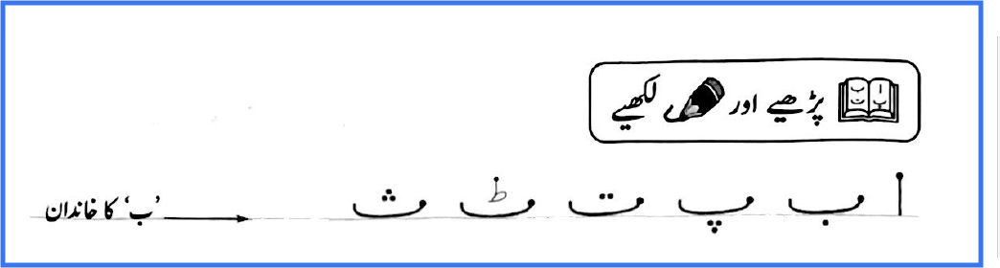 پڑھیے اور لکھیے
ا ب پ ت ٹ ث
'ب' کا خاندان